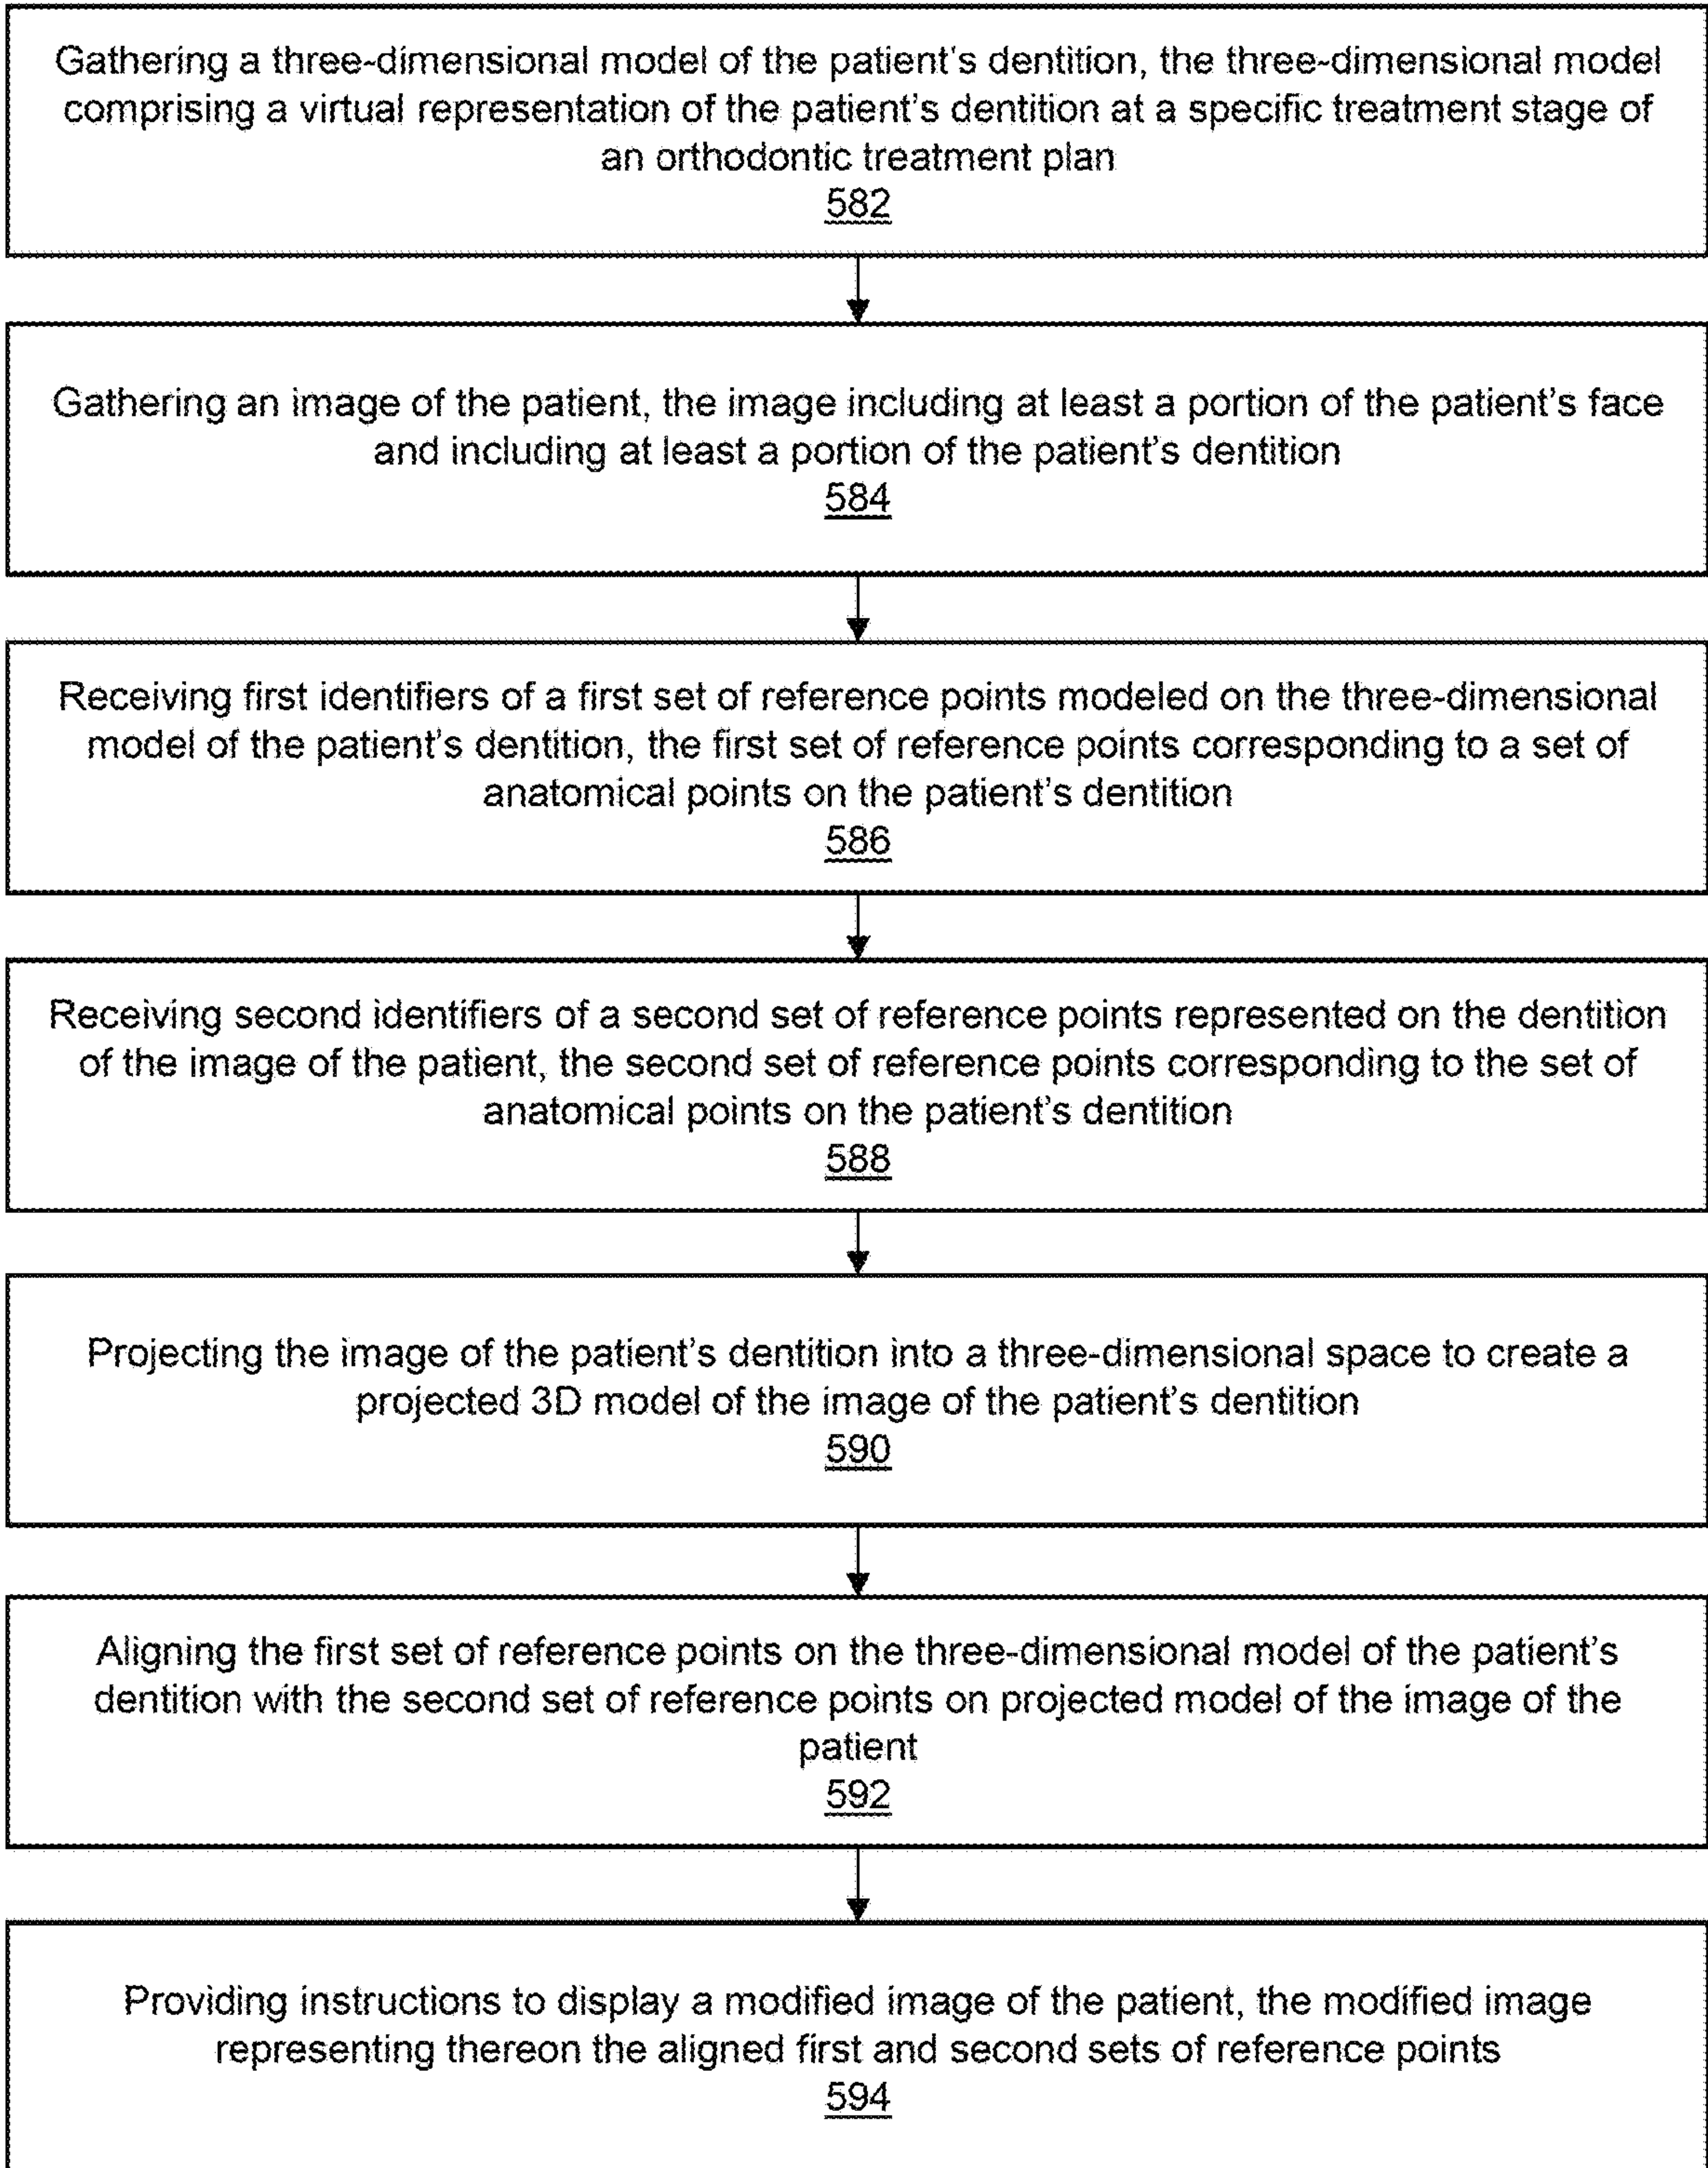 Gathering a three-dimensional model of the patient's dentition, the three-dimensional model
comprising a virtual representation of the patient's dentition at a specific treatment stage of
an orthodontic treatment plan
582
Gathering an image of the patient, the image including at least a portion of the patient's face
and including at least a portion of the patient's dentition
584
Receiving first identifiers of a first set of reference points modeled on the three-dimensional
model of the patient's dentition, the first set of reference points corresponding to a set of
anatomical points on the patient's dentition
586
Receiving second identifiers of a second set of reference points represented on the dentition
of the image of the patient, the second set of reference points corresponding to the set of
anatomical points on the patient's dentition
588
Projecting the image of the patient's dentition into a three-dimensional space to create a
projected 3D model of the image of the patient's dentition
590
Aligning the first set of reference points on the three-dimensional model of the patient's
dentition with the second set of reference points on projected model of the image of the
patient
592
Providing instructions to display a modified image of the patient, the modified image
representing thereon the aligned first and second sets of reference points
594